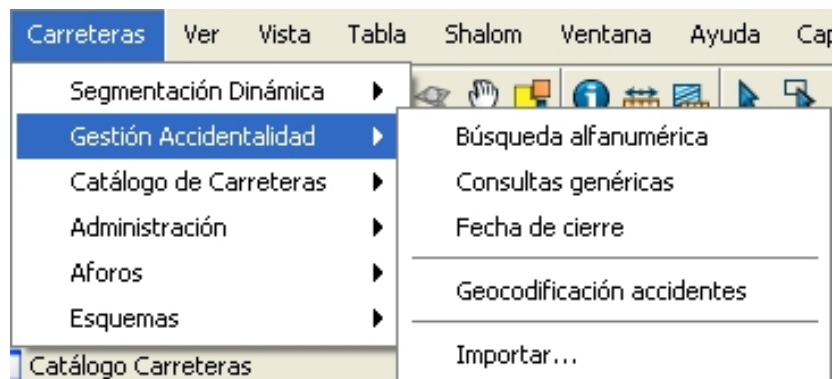 Carreteras Ver Vista Tabla Shalom Ventana Ayuda
Segmentación Dinámica
Gestión Accidentalidad
Catálogo de Carreteras
Administración
Aforos
Esquemas
Catálogo Carreteras
Búsqueda alfanumérica
Consultas genéricas
Fecha de cierre
Geocodificación accidentes
Importar...